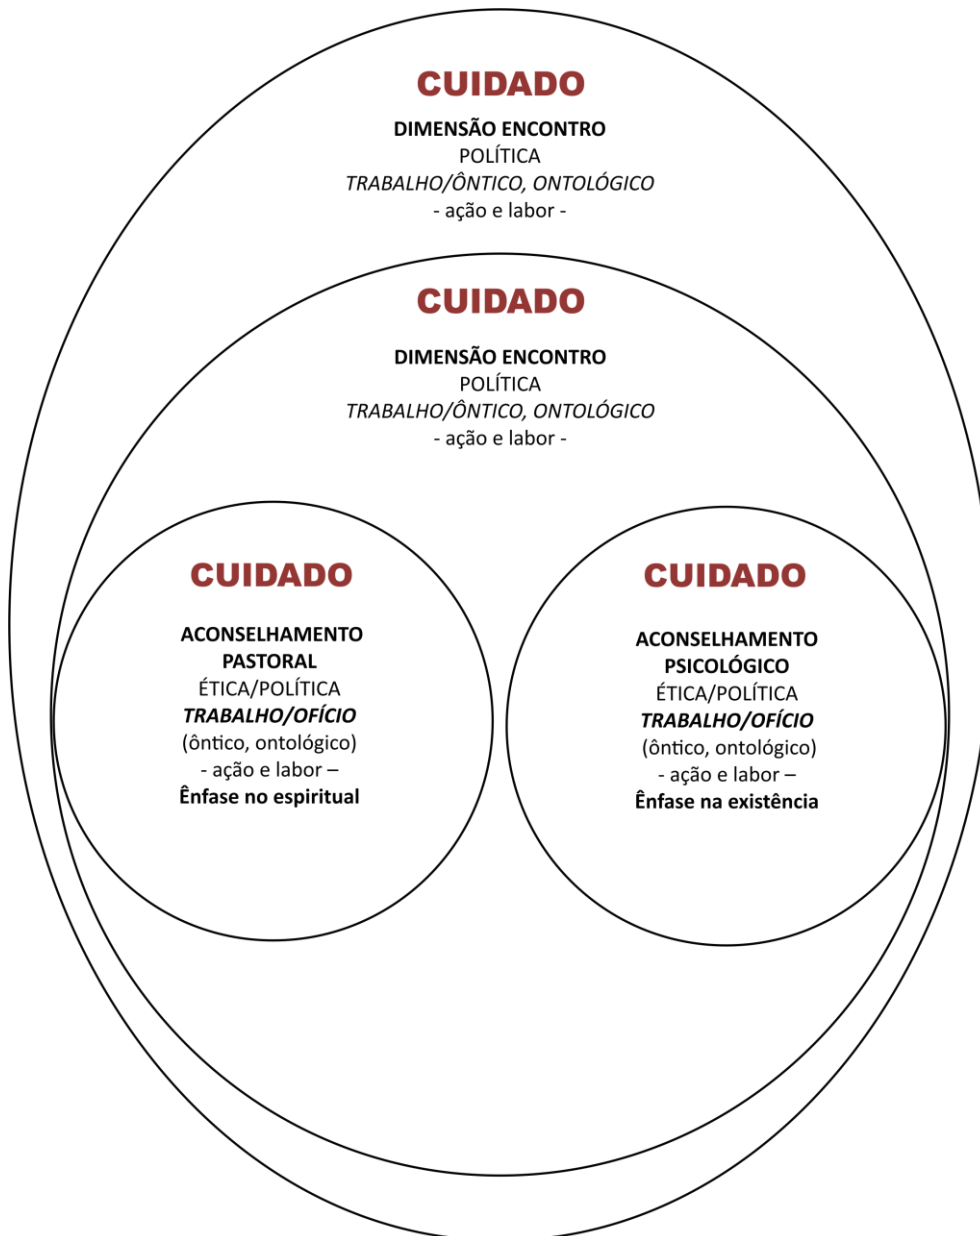 CUIDADO
DIMENSÃO ENCONTRO
POLÍTICA
TRABALHO/ÔNTICO, ONTOLÓGICO
- ação e labor -
CUIDADO
DIMENSÃO ENCONTRO
POLÍTICA
TRABALHO/ÔNTICO, ONTOLÓGICO
- ação e labor -
CUIDADO
ACONSELHAMENTO
PASTORAL
ÉTICA/POLÍTICA
TRABALHO/OFÍCIO
(ôntico, ontológico)
- ação e labor –
Ênfase no espiritual
CUIDADO
ACONSELHAMENTO
PSICOLÓGICO
ÉTICA/POLÍTICA
TRABALHO/OFÍCIO
(ôntico, ontológico)
- ação e labor –
Ênfase na existência